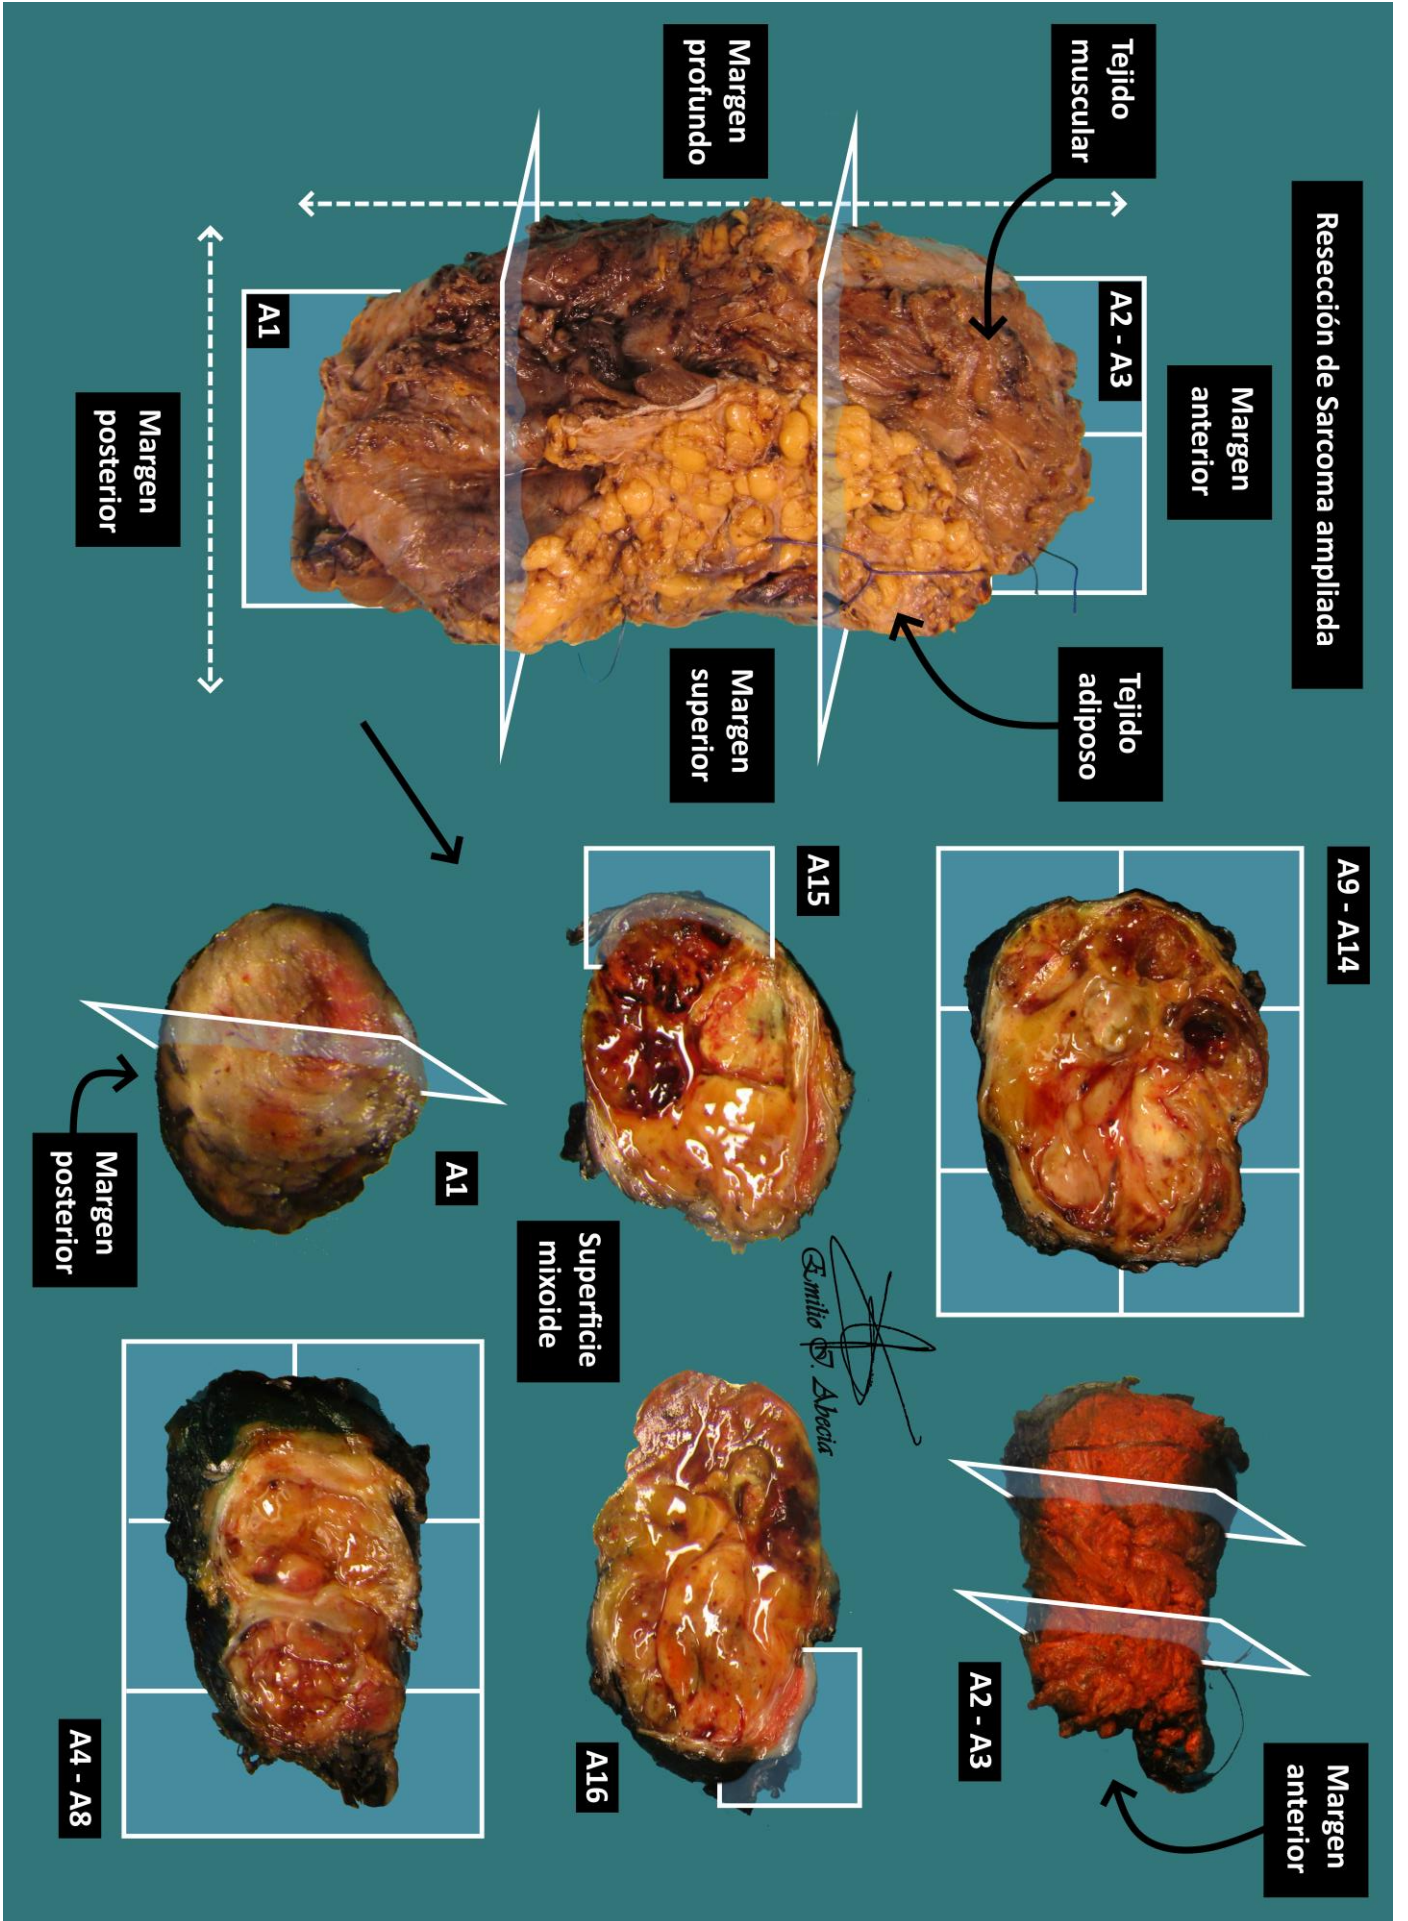 Resección de Sarcoma ampliada
Tejido
muscular
Margen
profundo
A2 - A3
Margen
anterior
A1
Margen
posterior
Tejido
adiposo
Margen
superior
A9 - A14
A15
Superficie
mixoide
A1
Margen
posterior
Emilio J. Abecia
Margen
anterior
A2 - A3
A16
A4 - A8